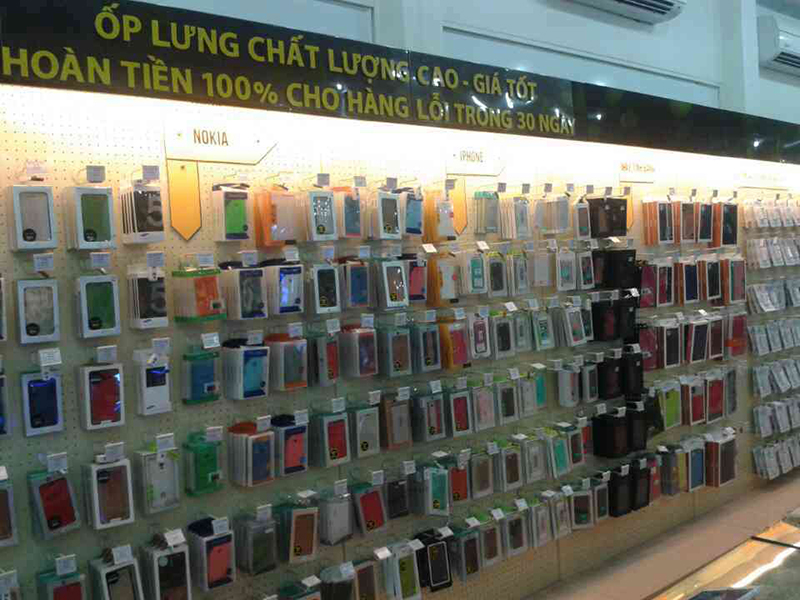 ỐP LƯNG CHẤT LƯỢNG CAO - GIÁ TỐT
HOÀN TIỀN 100% CHO HÀNG LỖI TRONG 30 NGÀY
NOKIA
IPHONE